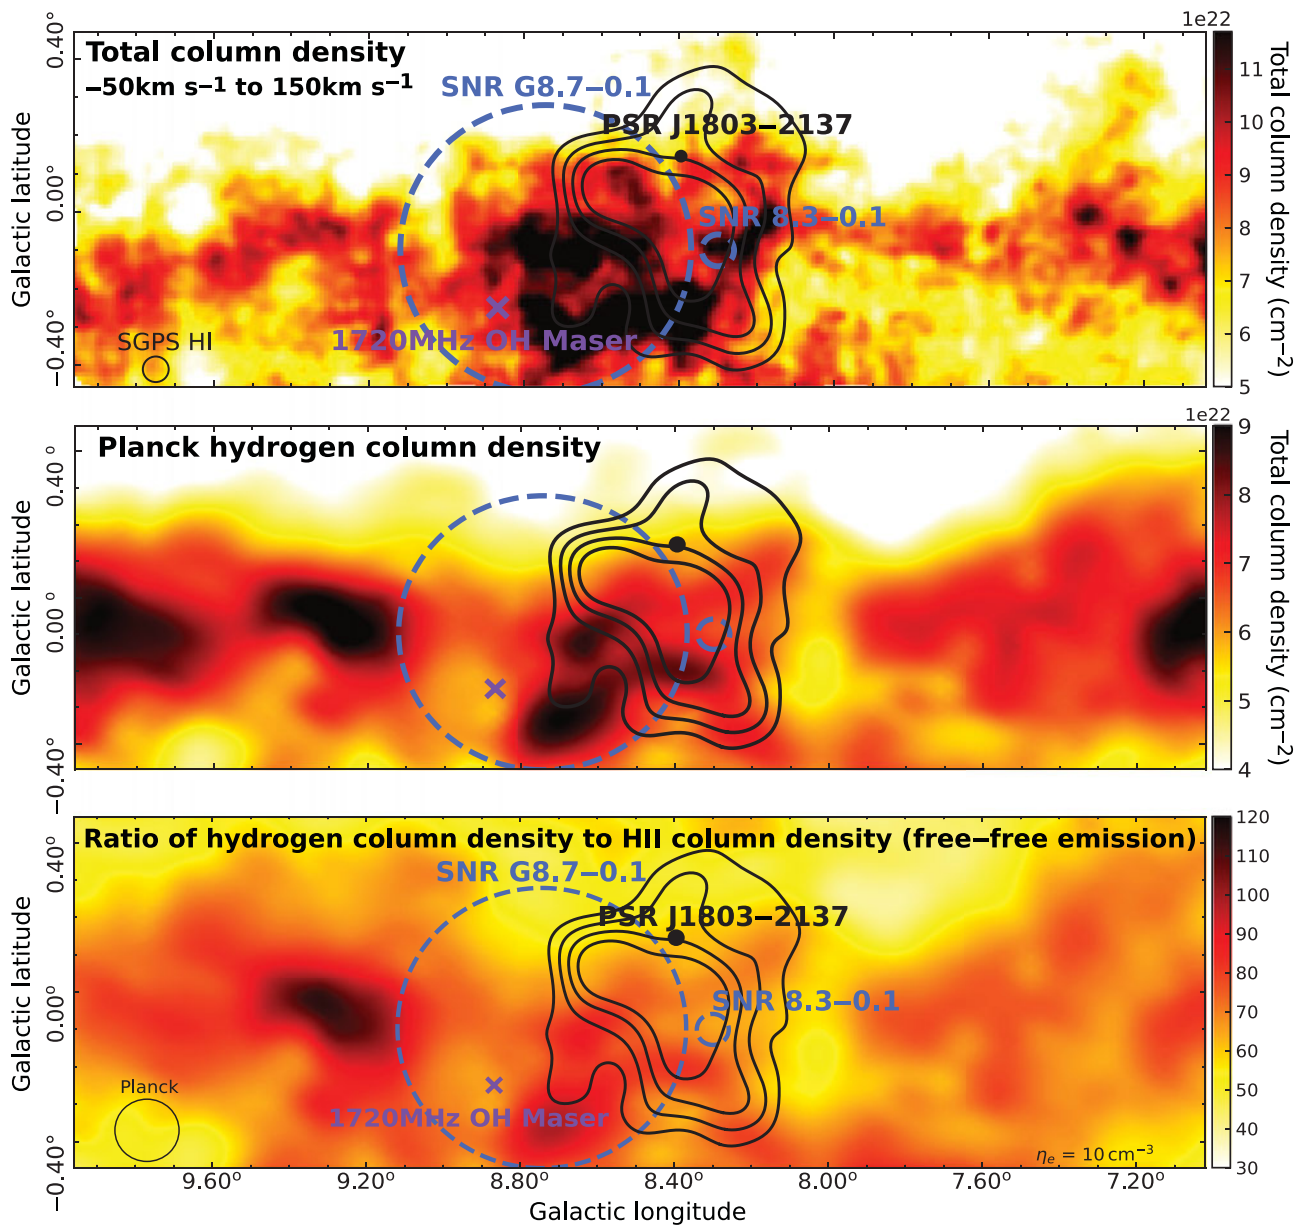 1e22
Total column density
−50km s−1 to 150km s−1
SNR G8.7−0.1
PSR J1803−2137
SNR 8.3−0.1
1720MHz OH Maser
SGPS HI
Galactic latitude
0.40°
0.00°
−0.40°
11
10
9
8
7
6
5
Total column density (cm−2)
1e22
Planck hydrogen column density
Galactic latitude
0.40°
0.00°
−0.40°
9
8
7
6
5
4
Total column density (cm−2)
Ratio of hydrogen column density to HII column density (free−free emission)
SNR G8.7−0.1
PSR J1803−2137
SNR 8.3−0.1
1720MHz OH Maser
Planck
ηe = 10 cm−3
Galactic latitude
0.40°
0.00°
−0.40°
120
110
100
90
80
70
60
50
40
30
9.60° 9.20° 8.80° 8.40° 8.00° 7.60° 7.20°
Galactic longitude